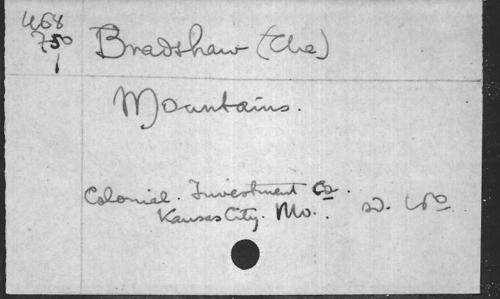 468
750
1
Bradshaw (The)
Mountains.
Colonial. Investment Co.
Kansas City. Mo.